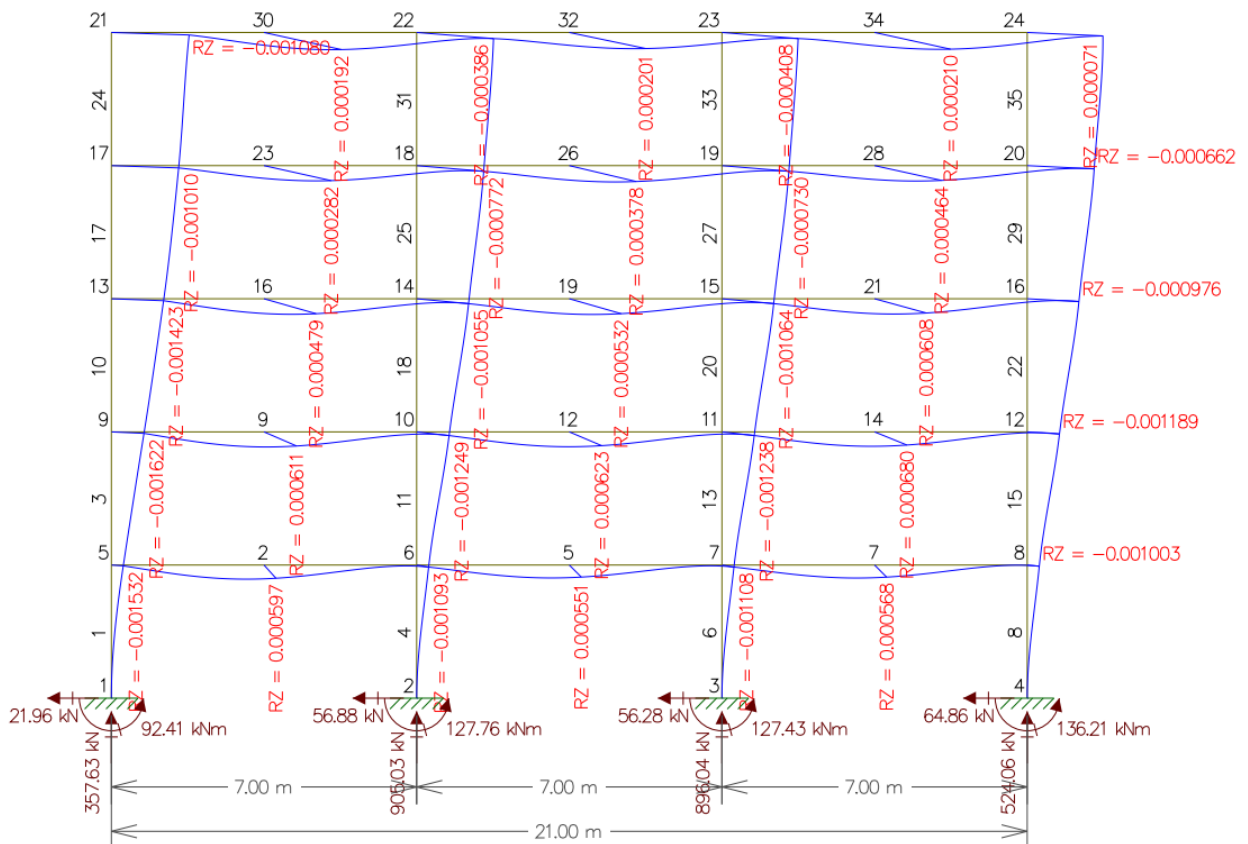 21 30 22 32 23 34 24
RZ = -0.001080
24 31 33 35
RZ = 0.000192
RZ = -0.000386
RZ = 0.000201
RZ = -0.000408
RZ = 0.000210
RZ = 0.000071
17 23 18 26 19 28 20
RZ = -0.000662
17 25 27 29
RZ = -0.001010
RZ = 0.000282
RZ = -0.000772
RZ = 0.000378
RZ = -0.000730
RZ = 0.000464
13 16 14 19 15 21 16
RZ = -0.000976
10 18 20 22
RZ = -0.001423
RZ = 0.000479
RZ = -0.001055
RZ = 0.000532
RZ = -0.001064
RZ = 0.000608
9 9 10 12 11 14 12
RZ = -0.001189
3 11 13 15
RZ = -0.001622
RZ = 0.000611
RZ = -0.001249
RZ = 0.000623
RZ = -0.001238
RZ = 0.000680
5 2 6 5 7 7 8
RZ = -0.001003
1 4 6 8
RZ = -0.001532
RZ = 0.000597
RZ = -0.001093
RZ = 0.000551
RZ = -0.001108
RZ = 0.000568
1 2 3 4
21.96 kN
92.41 kNm
56.88 kN
127.76 kNm
56.28 kN
127.43 kNm
64.86 kN
136.21 kNm
357.63 kN
905.03 kN
896.04 kN
524.06 kN
7.00 m
7.00 m
7.00 m
21.00 m